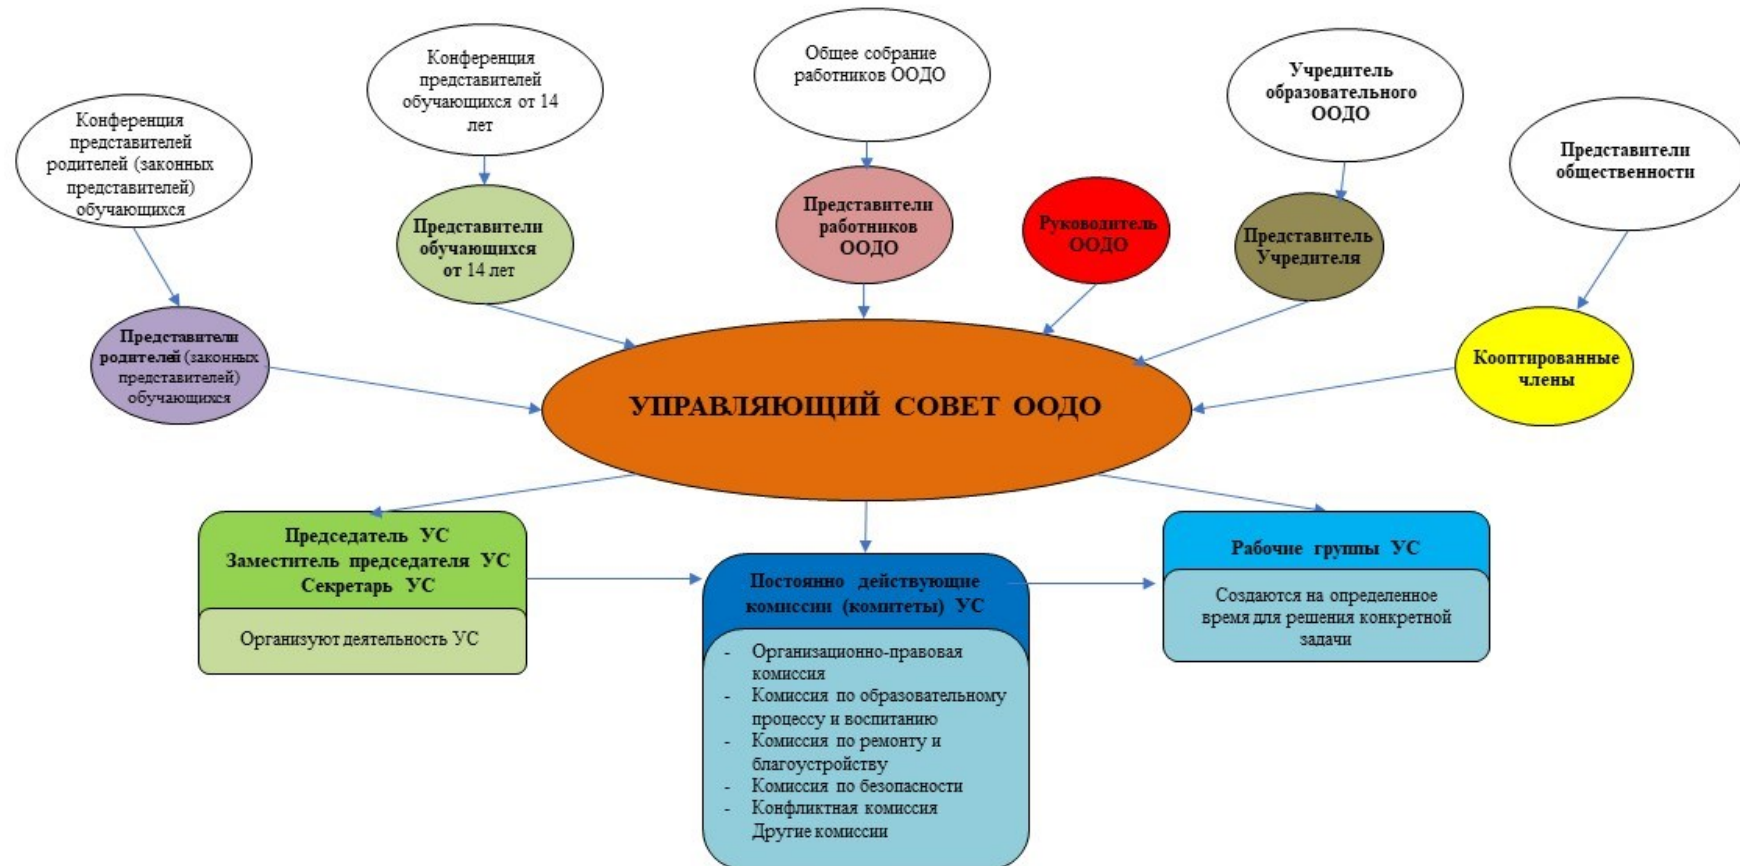 Конференция
представителей
родителей (законных
представителей)
обучающихся
Конференция
представителей
обучающихся от 14
лет
Общее собрание
работников ООДО
Учредитель
образовательного
ООДО
Представители
общественности
Представители
обучающихся
от 14 лет
Представители
работников
ООДО
Руководитель
ООДО
Представитель
Учредителя
Представители
родителей (законных
представителей)
обучающихся
Кооптированные
члены
УПРАВЛЯЮЩИЙ СОВЕТ ООДО
Председатель УС
Заместитель председателя УС
Секретарь УС
Организуют деятельность УС
Постоянно действующие
комиссии (комитеты) УС
- Организационно-правовая
комиссия
- Комиссия по образовательному
процессу и воспитанию
- Комиссия по ремонту и
благоустройству
- Комиссия по безопасности
- Конфликтная комиссия
Другие комиссии
Рабочие группы УС
Создаются на определенное
время для решения конкретной
задачи